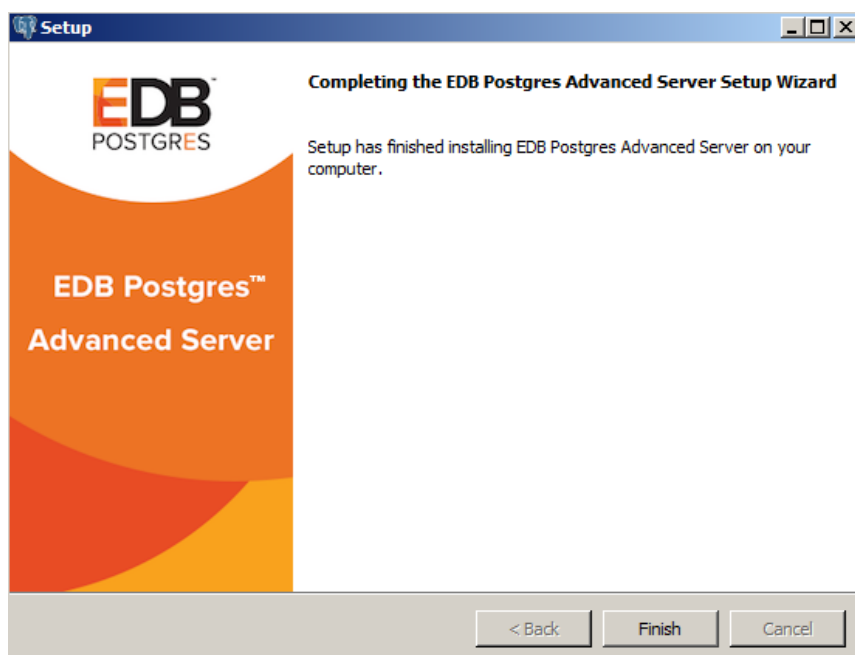 Setup
EDB
POSTGRES
EDB Postgres™
Advanced Server
Completing the EDB Postgres Advanced Server Setup Wizard
Setup has finished installing EDB Postgres Advanced Server on your
computer.
< Back
Finish
Cancel